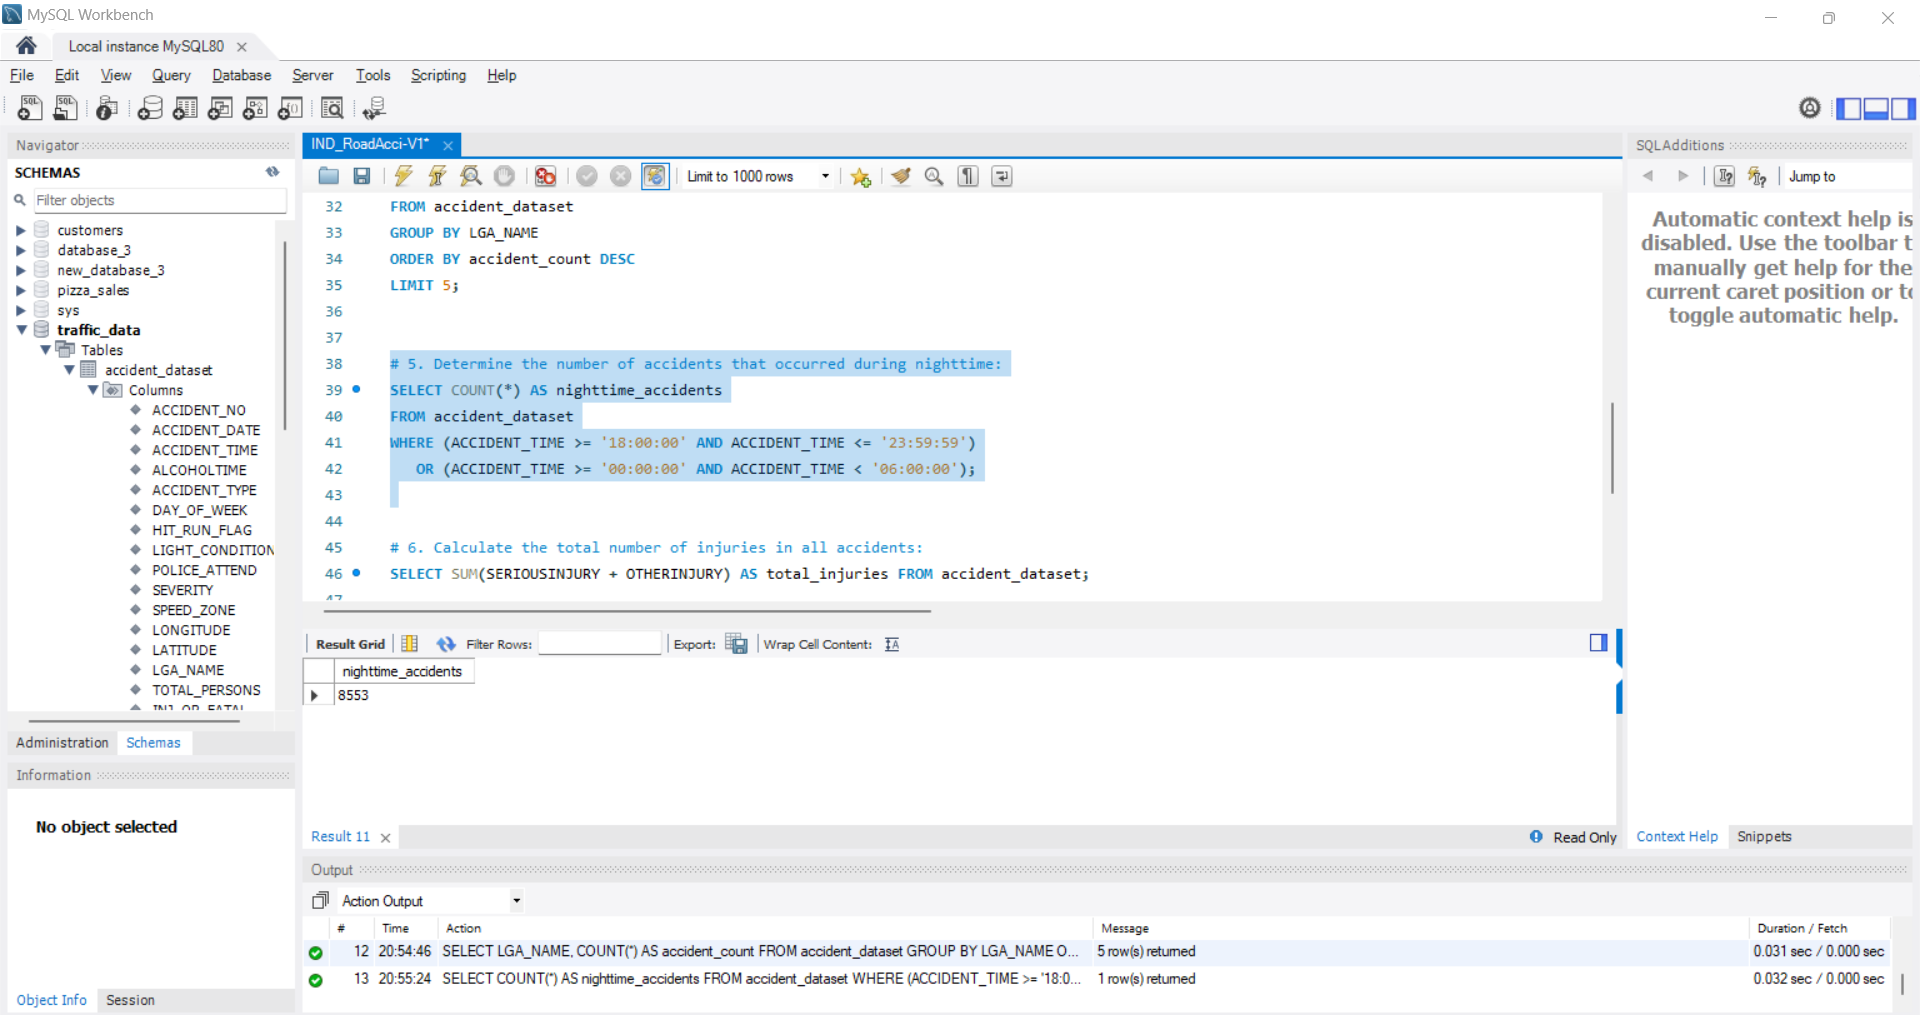 MySQL Workbench
Local instance MySQL80
File Edit View Query Database Server Tools Scripting Help
Navigator
SCHEMAS
Filter objects
customers
database_3
new_database_3
pizza_sales
sys
traffic_data
Tables
accident_dataset
Columns
ACCIDENT_NO
ACCIDENT_DATE
ACCIDENT_TIME
ALCOHOLTIME
ACCIDENT_TYPE
DAY_OF_WEEK
HIT_RUN_FLAG
LIGHT_CONDITION
POLICE_ATTEND
SEVERITY
SPEED_ZONE
LONGITUDE
LATITUDE
LGA_NAME
TOTAL_PERSONS
Administration Schemas
Information
No object selected
Object Info Session
IND_RoadAcci-V1*
Limit to 1000 rows
32 FROM accident_dataset
33 GROUP BY LGA_NAME
34 ORDER BY accident_count DESC
35 LIMIT 5;
36
37
38 # 5. Determine the number of accidents that occurred during nighttime:
39 SELECT COUNT(*) AS nighttime_accidents
40 FROM accident_dataset
41 WHERE (ACCIDENT_TIME >= '18:00:00' AND ACCIDENT_TIME <= '23:59:59')
42 OR (ACCIDENT_TIME >= '00:00:00' AND ACCIDENT_TIME < '06:00:00');
43
44
45 # 6. Calculate the total number of injuries in all accidents:
46 SELECT SUM(SERIOUSINJURY + OTHERINJURY) AS total_injuries FROM accident_dataset;
47
Result Grid Filter Rows: Export: Wrap Cell Content:
nighttime_accidents
8553
Result 11
Read Only
SQLAdditions
Jump to
Automatic context help is
disabled. Use the toolbar t
manually get help for the
current caret position or to
toggle automatic help.
Context Help Snippets
Output
Action Output
# Time Action Message Duration / Fetch
12 20:54:46 SELECT LGA_NAME, COUNT(*) AS accident_count FROM accident_dataset GROUP BY LGA_NAME O... 5 row(s) returned 0.031 sec / 0.000 sec
13 20:55:24 SELECT COUNT(*) AS nighttime_accidents FROM accident_dataset WHERE (ACCIDENT_TIME >= '18:0... 1 row(s) returned 0.032 sec / 0.000 sec